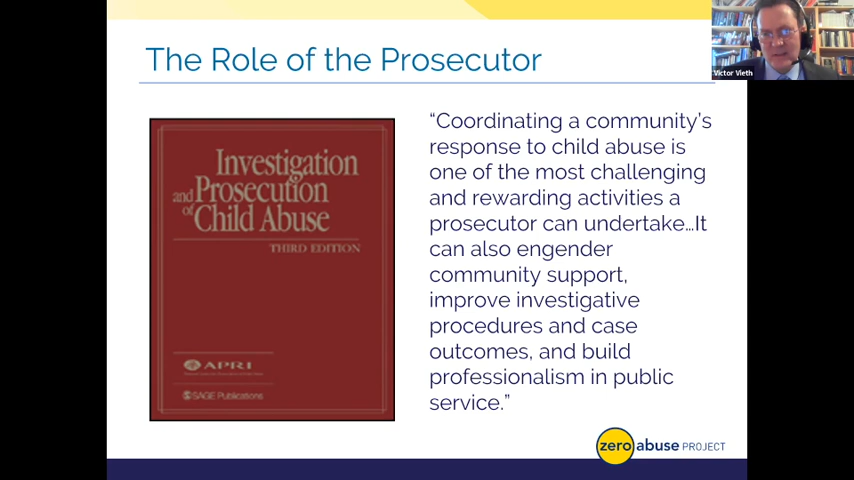 The Role of the Prosecutor
Victor Vieth
Investigation
and Prosecution
of Child Abuse
THIRD EDITION
APRI
SAGE Publications
“Coordinating a community’s
response to child abuse is
one of the most challenging
and rewarding activities a
prosecutor can undertake…It
can also engender
community support,
improve investigative
procedures and case
outcomes, and build
professionalism in public
service.”
zero abuse PROJECT